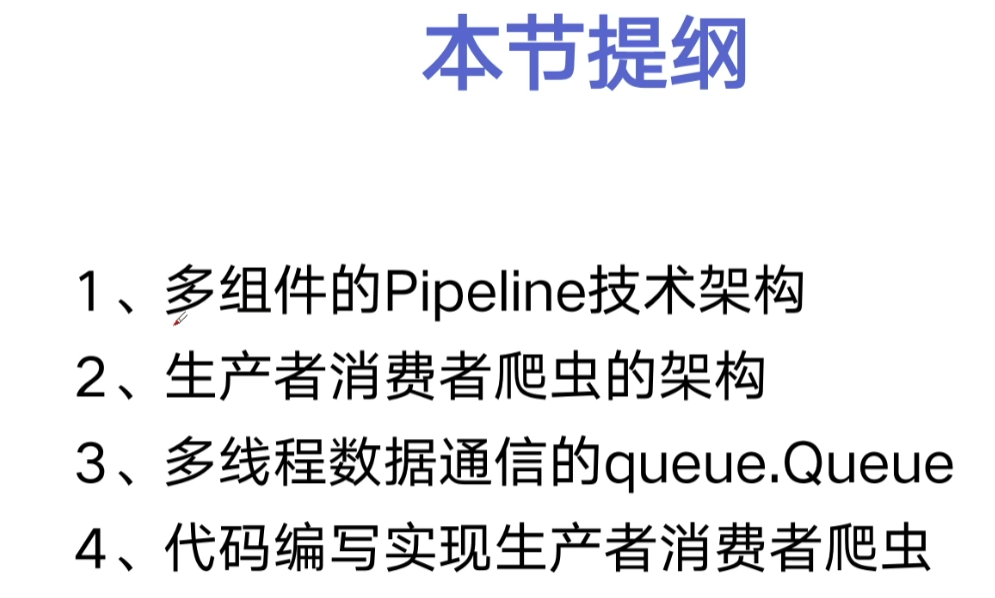 本节提纲
1、多组件的Pipeline技术架构
2、生产者消费者爬虫的架构
3、多线程数据通信的queue.Queue
4、代码编写实现生产者消费者爬虫